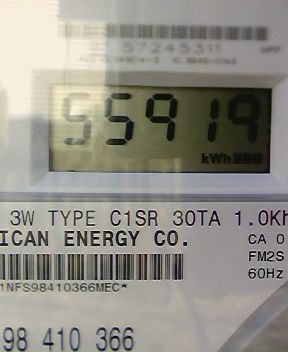 57245311
55919
kWh
3W TYPE C1SR 30TA 1.0Kh
ICAN ENERGY CO.
CA 0
FM2S
60Hz
1NFS98410366MEC*
98 410 366